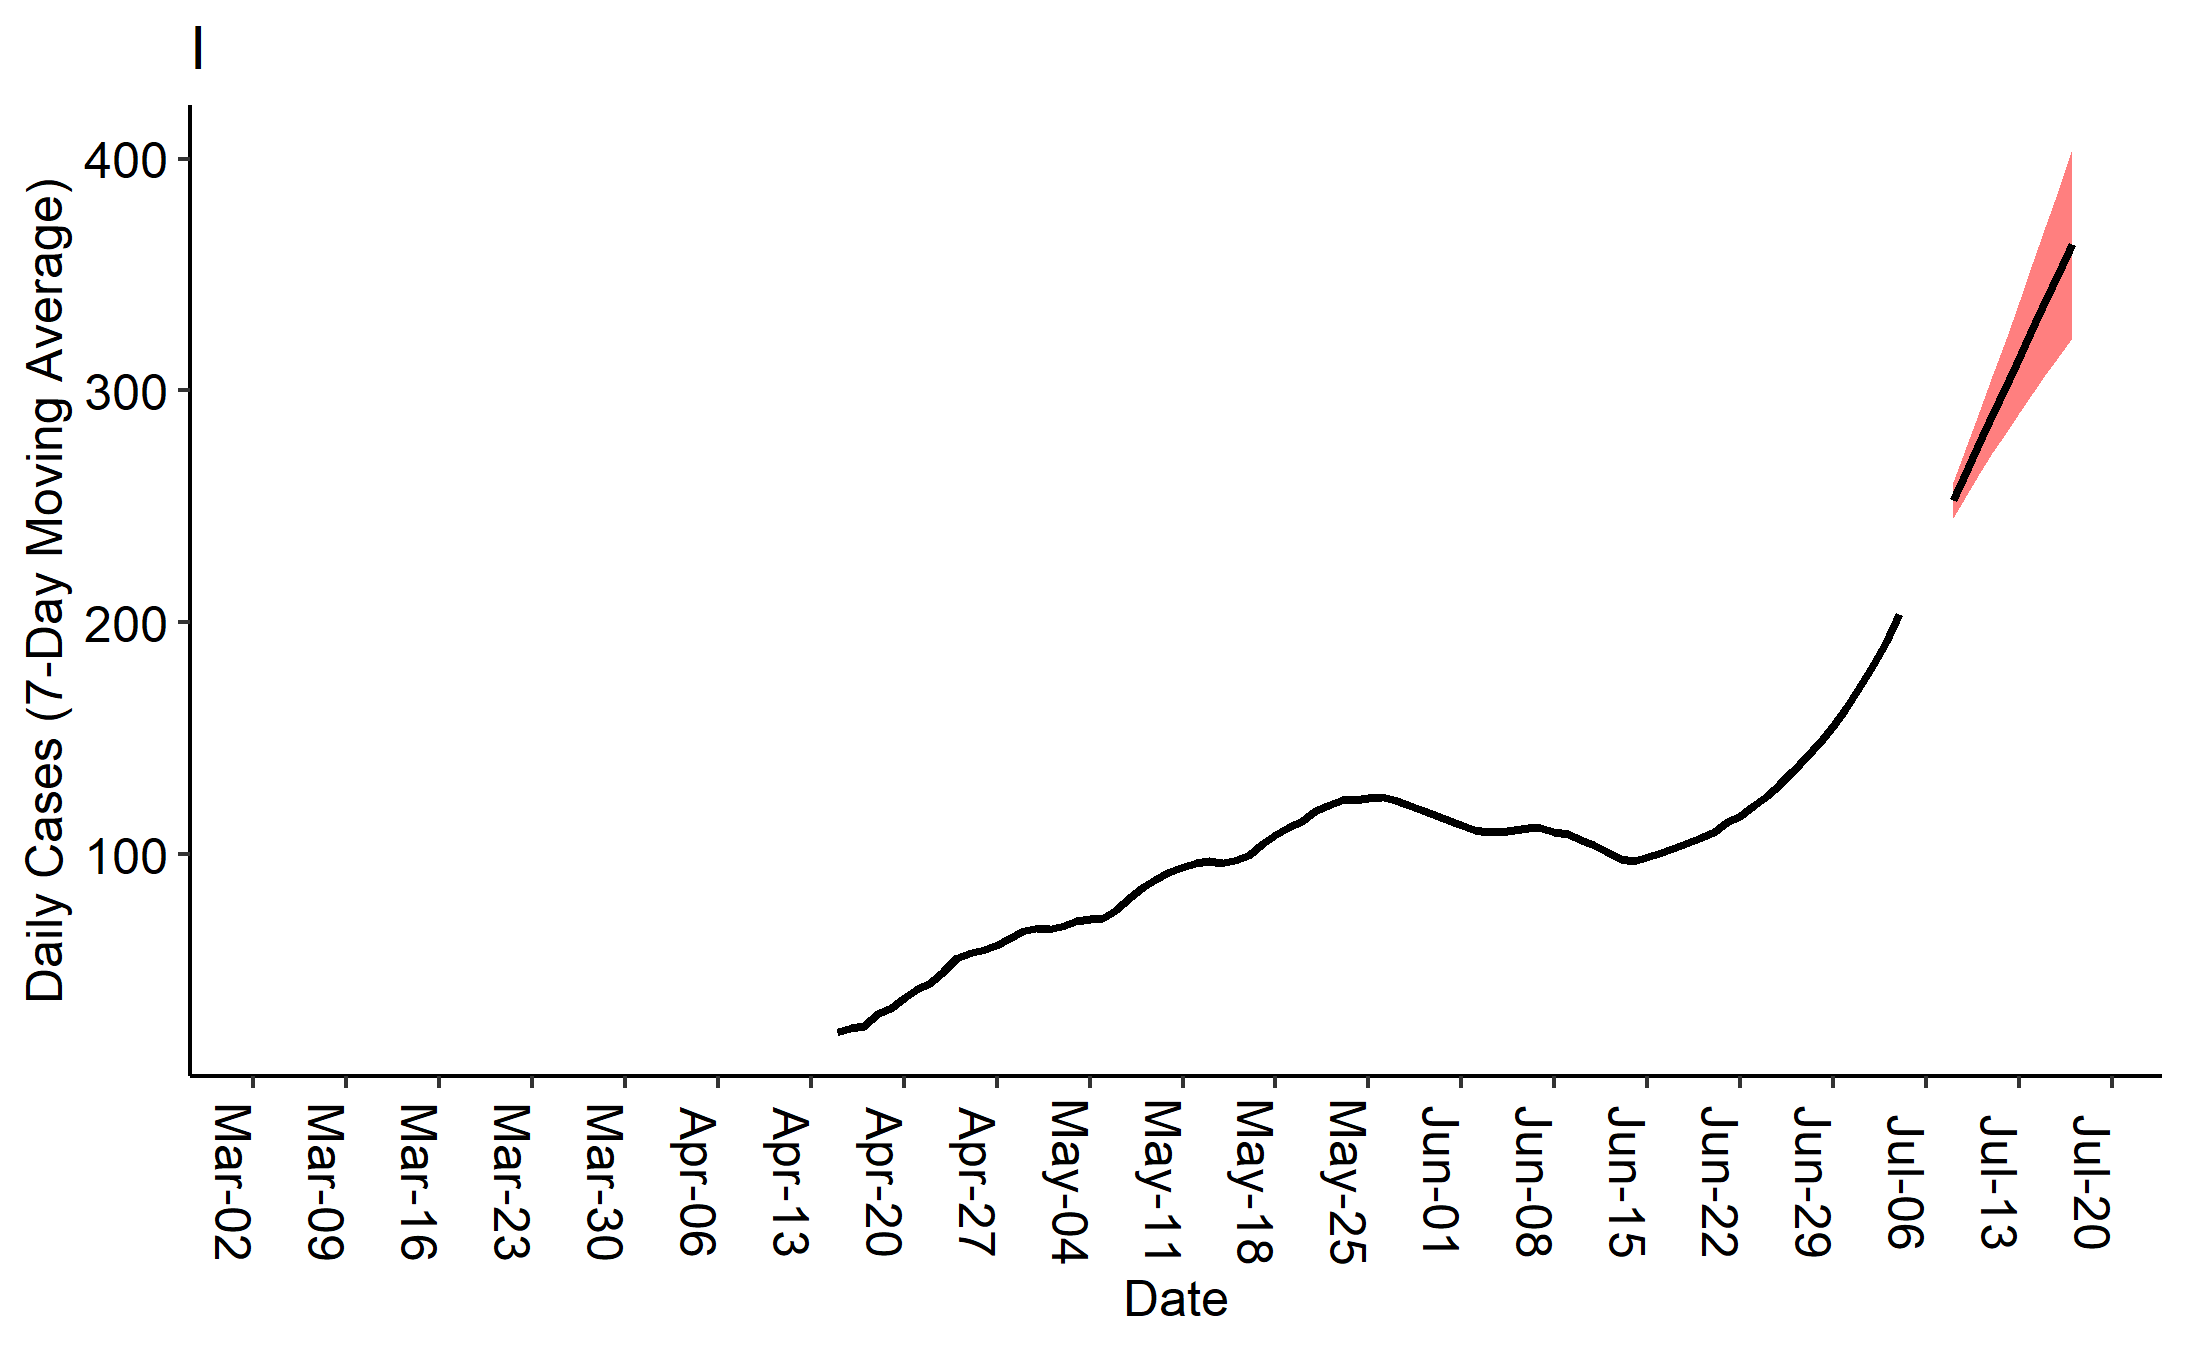 I
Daily Cases (7-Day Moving Average)
400
300
200
100
Mar-02
Mar-09
Mar-16
Mar-23
Mar-30
Apr-06
Apr-13
Apr-20
Apr-27
May-04
May-11
May-18
May-25
Jun-01
Jun-08
Jun-15
Jun-22
Jun-29
Jul-06
Jul-13
Jul-20
Date